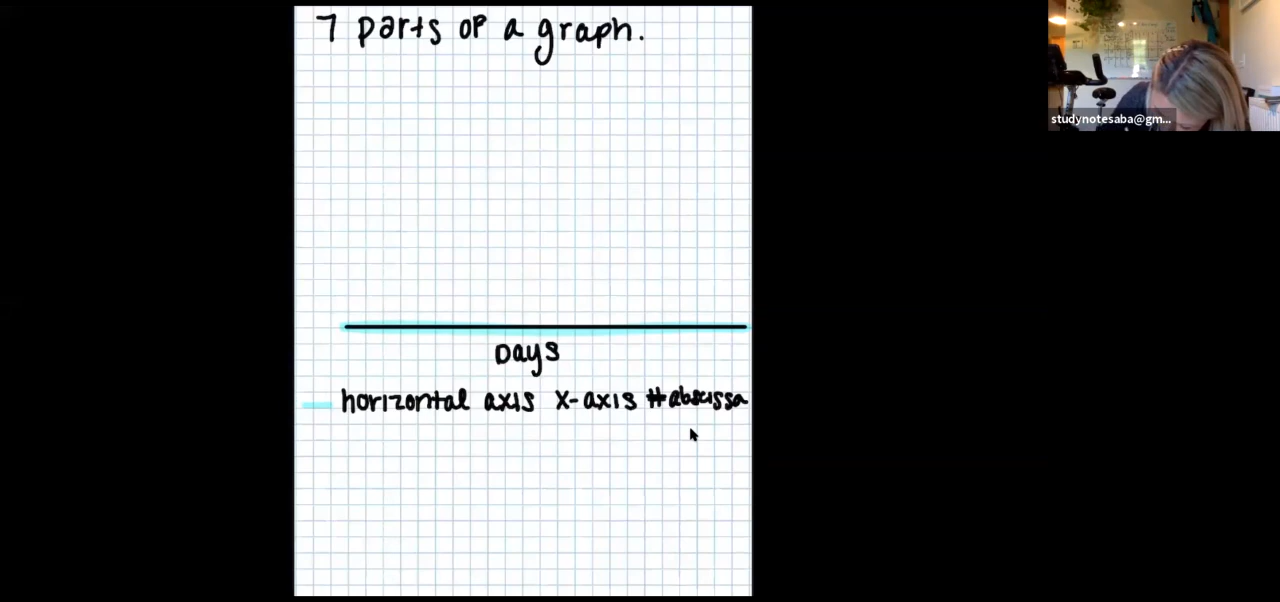 7 parts of a graph.
studynotesaba@gm...
Days
horizontal axis x-axis #abscissa